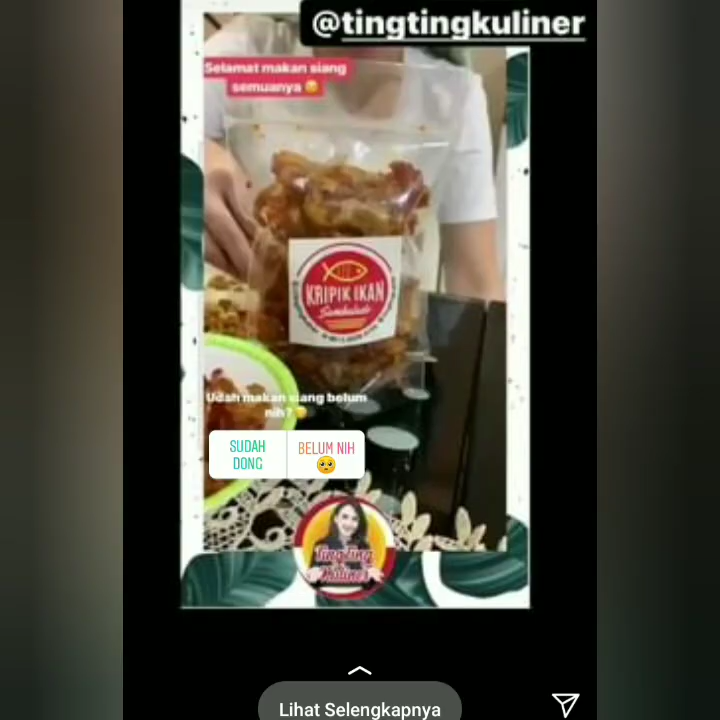 @tingtingkuliner
Selamat makan siang
semuanya
KRIPIK IKAN
Sambalado
Udah makan siang belum
nih?
SUDAH
DONG
BELUM NIH
TingTing
Kuliner
Lihat Selengkapnya